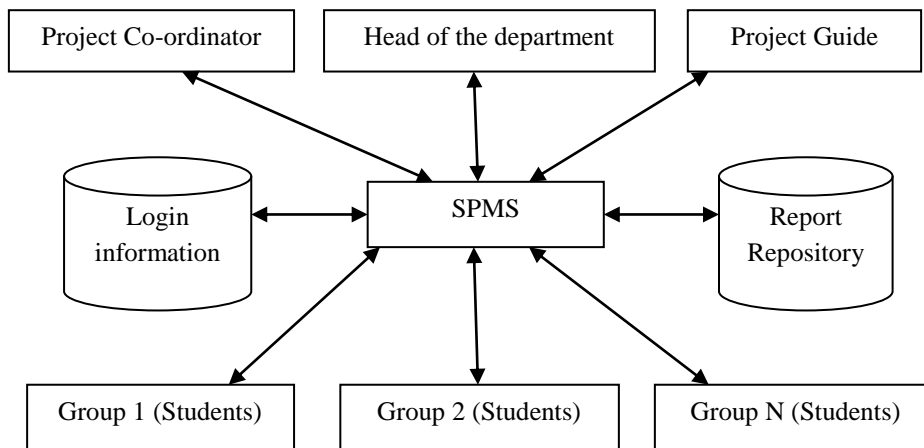 Project Co-ordinator
Head of the department
Project Guide
Login
information
SPMS
Report
Repository
Group 1 (Students)
Group 2 (Students)
Group N (Students)